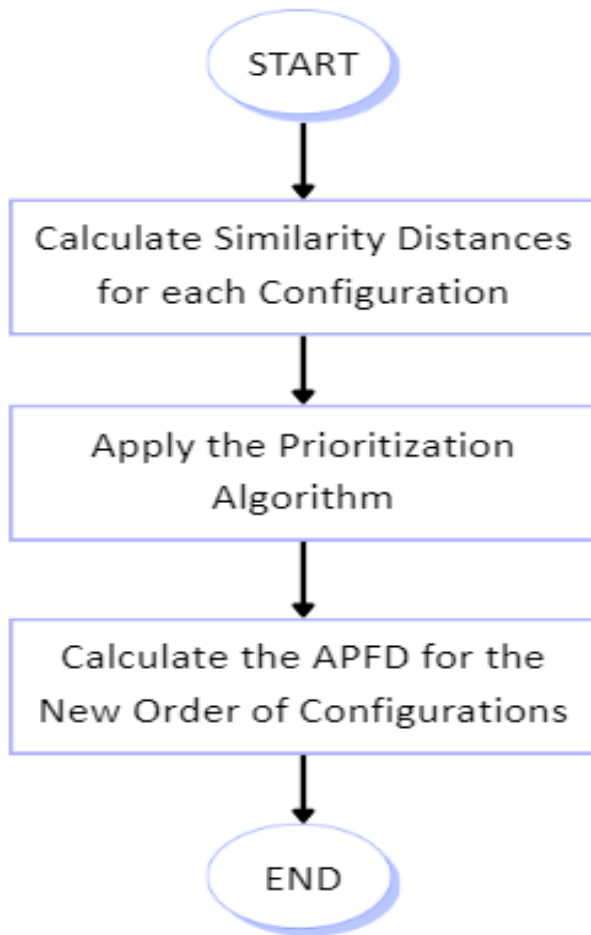 START
Calculate Similarity Distances
for each Configuration
Apply the Prioritization
Algorithm
Calculate the APFD for the
New Order of Configurations
END